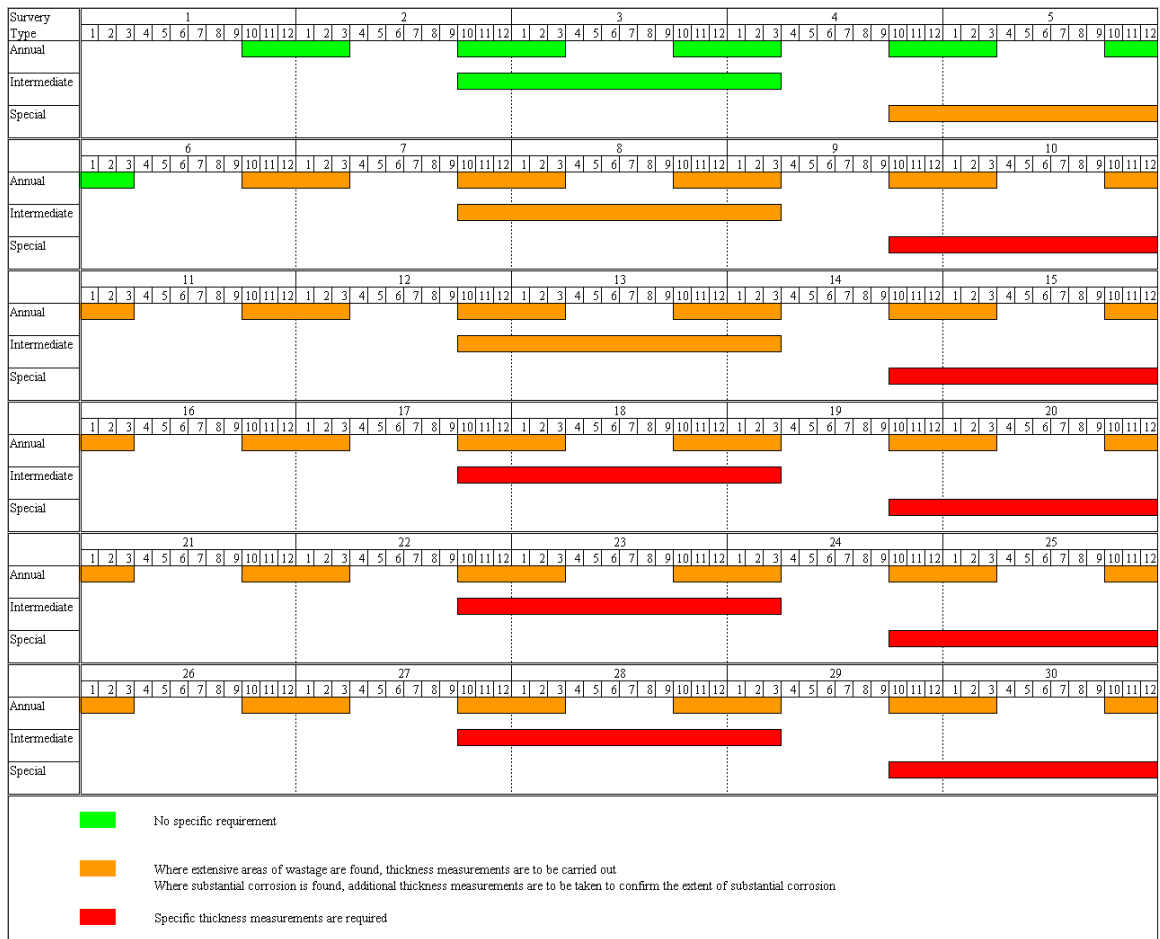 Survery 1 2 3 4 5
Type 1 2 3 4 5 6 7 8 9 10 11 12 1 2 3 4 5 6 7 8 9 10 11 12 1 2 3 4 5 6 7 8 9 10 11 12 1 2 3 4 5 6 7 8 9 10 11 12 1 2 3 4 5 6 7 8 9 10 11 12
Annual
Intermediate
Special
6 7 8 9 10
1 2 3 4 5 6 7 8 9 10 11 12 1 2 3 4 5 6 7 8 9 10 11 12 1 2 3 4 5 6 7 8 9 10 11 12 1 2 3 4 5 6 7 8 9 10 11 12 1 2 3 4 5 6 7 8 9 10 11 12
Annual
Intermediate
Special
11 12 13 14 15
1 2 3 4 5 6 7 8 9 10 11 12 1 2 3 4 5 6 7 8 9 10 11 12 1 2 3 4 5 6 7 8 9 10 11 12 1 2 3 4 5 6 7 8 9 10 11 12 1 2 3 4 5 6 7 8 9 10 11 12
Annual
Intermediate
Special
16 17 18 19 20
1 2 3 4 5 6 7 8 9 10 11 12 1 2 3 4 5 6 7 8 9 10 11 12 1 2 3 4 5 6 7 8 9 10 11 12 1 2 3 4 5 6 7 8 9 10 11 12 1 2 3 4 5 6 7 8 9 10 11 12
Annual
Intermediate
Special
21 22 23 24 25
1 2 3 4 5 6 7 8 9 10 11 12 1 2 3 4 5 6 7 8 9 10 11 12 1 2 3 4 5 6 7 8 9 10 11 12 1 2 3 4 5 6 7 8 9 10 11 12 1 2 3 4 5 6 7 8 9 10 11 12
Annual
Intermediate
Special
26 27 28 29 30
1 2 3 4 5 6 7 8 9 10 11 12 1 2 3 4 5 6 7 8 9 10 11 12 1 2 3 4 5 6 7 8 9 10 11 12 1 2 3 4 5 6 7 8 9 10 11 12 1 2 3 4 5 6 7 8 9 10 11 12
Annual
Intermediate
Special
No specific requirement
Where extensive areas of wastage are found, thickness measurements are to be carried out
Where substantial corrosion is found, additional thickness measurements are to be taken to confirm the extent of substantial corrosion
Specific thickness measurements are required